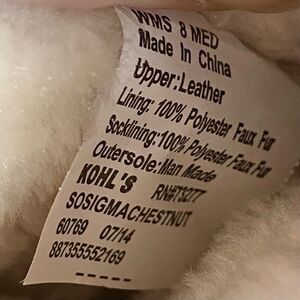 WMS 8 MED
Made In China
Upper:Leather
Lining: 100% Polyester Faux Fur
Socklining:100% Polyester Faux Fur
Outersole:Man Made
KOHL'S RN#73277
SOSIGMACHESTNUT
60769 07/14
887355552169
-----